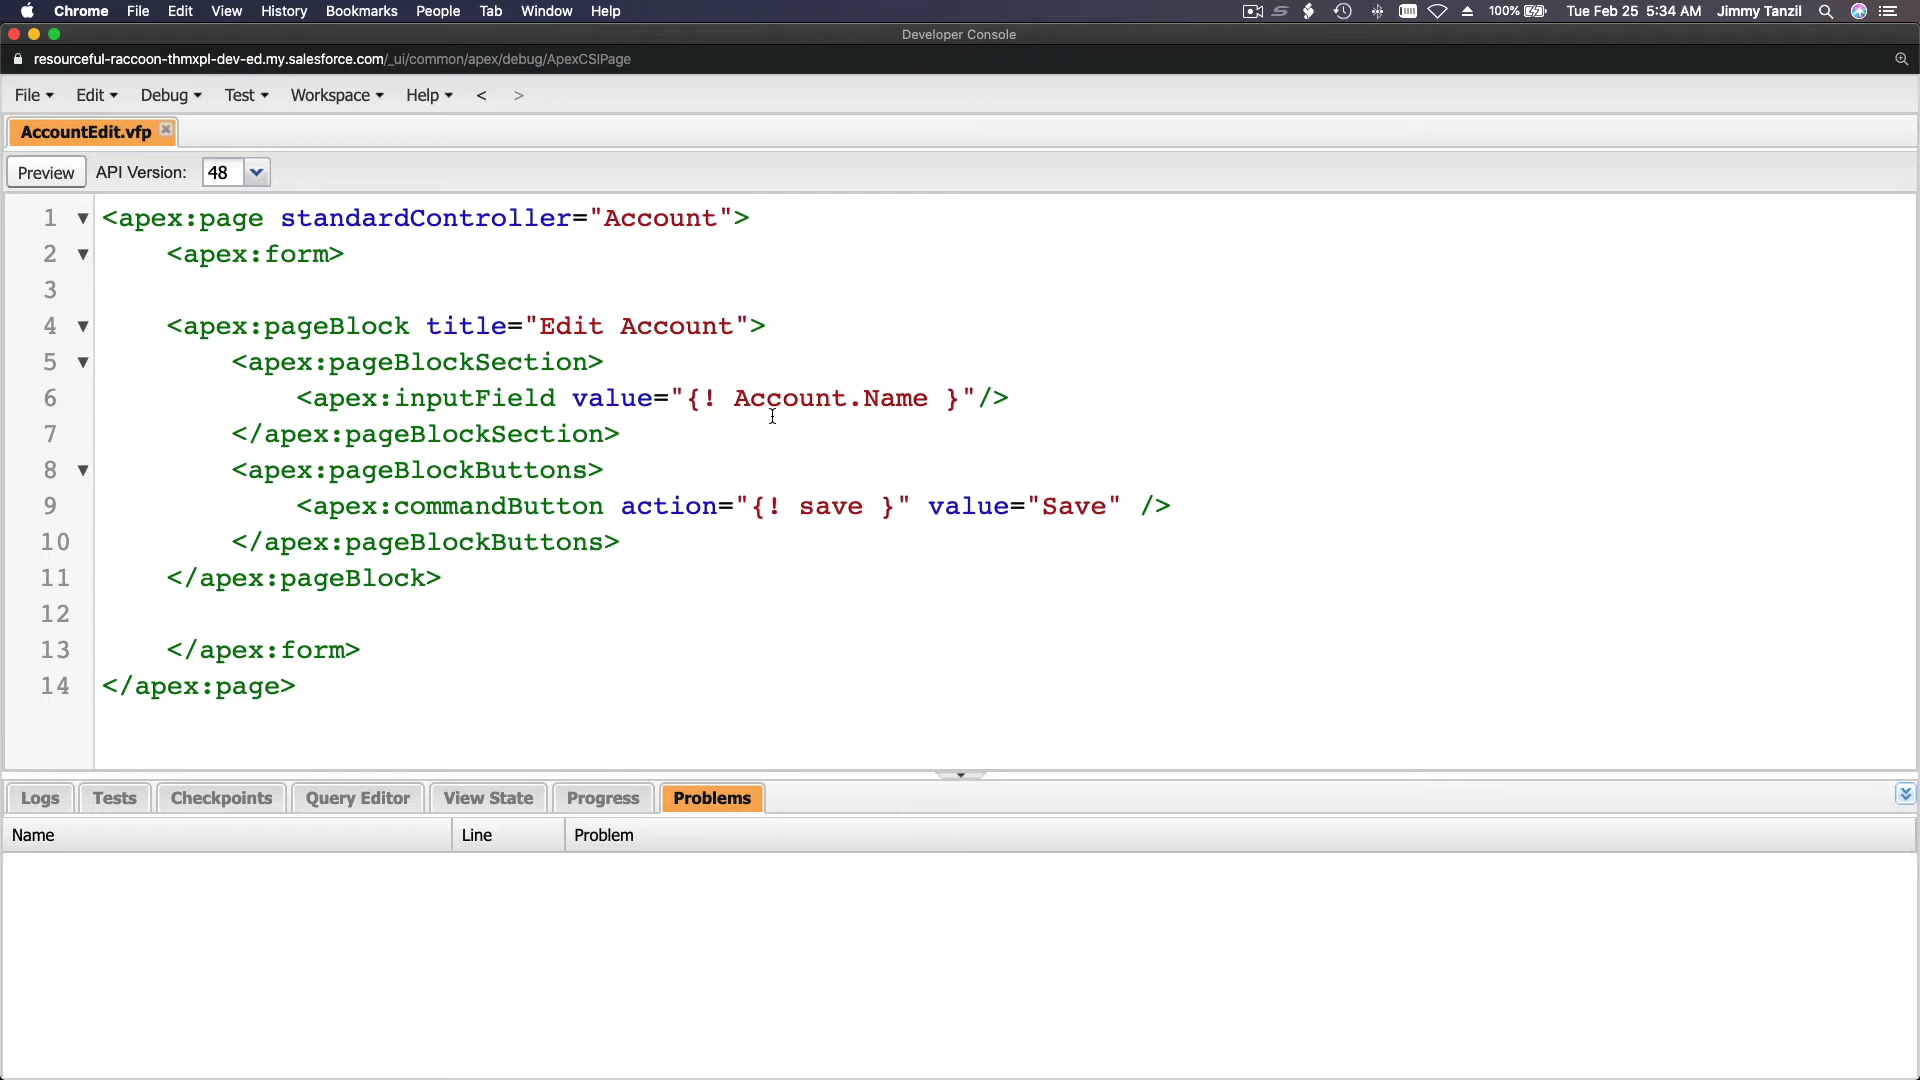 Chrome File Edit View History Bookmarks People Tab Window Help 100% Tue Feb 25 5:34 AM Jimmy Tanzil
Developer Console
resourceful-raccoon-thmxpl-dev-ed.my.salesforce.com/_ui/common/apex/debug/ApexCSIPage
File Edit Debug Test Workspace Help < >
AccountEdit.vfp
Preview API Version: 48
1 <apex:page standardController="Account">
2 <apex:form>
3
4 <apex:pageBlock title="Edit Account">
5 <apex:pageBlockSection>
6 <apex:inputField value="{! Account.Name }"/>
7 </apex:pageBlockSection>
8 <apex:pageBlockButtons>
9 <apex:commandButton action="{! save }" value="Save" />
10 </apex:pageBlockButtons>
11 </apex:pageBlock>
12
13 </apex:form>
14 </apex:page>
Logs Tests Checkpoints Query Editor View State Progress Problems
Name Line Problem